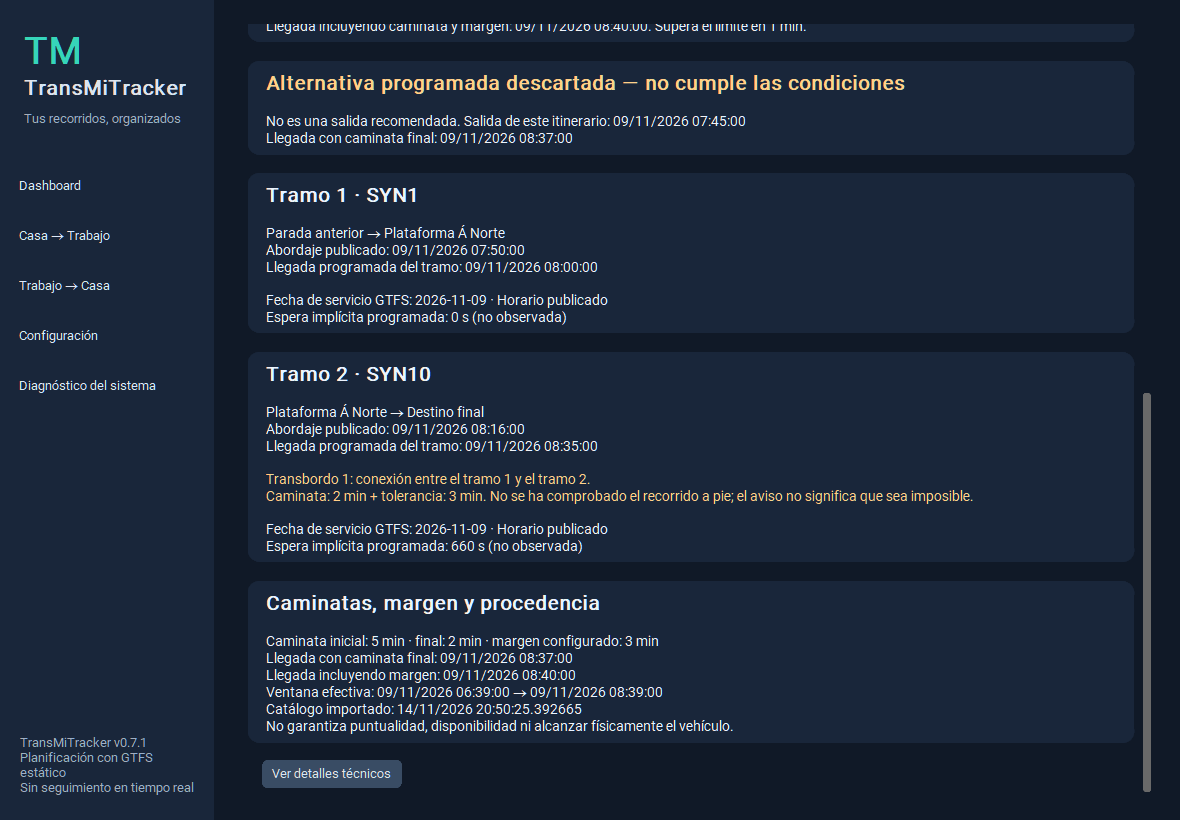 TM
TransMiTracker
Tus recorridos, organizados
Dashboard
Casa → Trabajo
Trabajo → Casa
Configuración
Diagnóstico del sistema
TransMiTracker v0.7.1
Planificación con GTFS
estático
Sin seguimiento en tiempo real
Llegada incluyendo caminata y margen: 09/11/2026 08:40:00. Supera el límite en 1 min.
Alternativa programada descartada — no cumple las condiciones
No es una salida recomendada. Salida de este itinerario: 09/11/2026 07:45:00
Llegada con caminata final: 09/11/2026 08:37:00
Tramo 1 · SYN1
Parada anterior → Plataforma Á Norte
Abordaje publicado: 09/11/2026 07:50:00
Llegada programada del tramo: 09/11/2026 08:00:00
Fecha de servicio GTFS: 2026-11-09 · Horario publicado
Espera implícita programada: 0 s (no observada)
Tramo 2 · SYN10
Plataforma Á Norte → Destino final
Abordaje publicado: 09/11/2026 08:16:00
Llegada programada del tramo: 09/11/2026 08:35:00
Transbordo 1: conexión entre el tramo 1 y el tramo 2.
Caminata: 2 min + tolerancia: 3 min. No se ha comprobado el recorrido a pie; el aviso no significa que sea imposible.
Fecha de servicio GTFS: 2026-11-09 · Horario publicado
Espera implícita programada: 660 s (no observada)
Caminatas, margen y procedencia
Caminata inicial: 5 min · final: 2 min · margen configurado: 3 min
Llegada con caminata final: 09/11/2026 08:37:00
Llegada incluyendo margen: 09/11/2026 08:40:00
Ventana efectiva: 09/11/2026 06:39:00 → 09/11/2026 08:39:00
Catálogo importado: 14/11/2026 20:50:25.392665
No garantiza puntualidad, disponibilidad ni alcanzar físicamente el vehículo.
Ver detalles técnicos